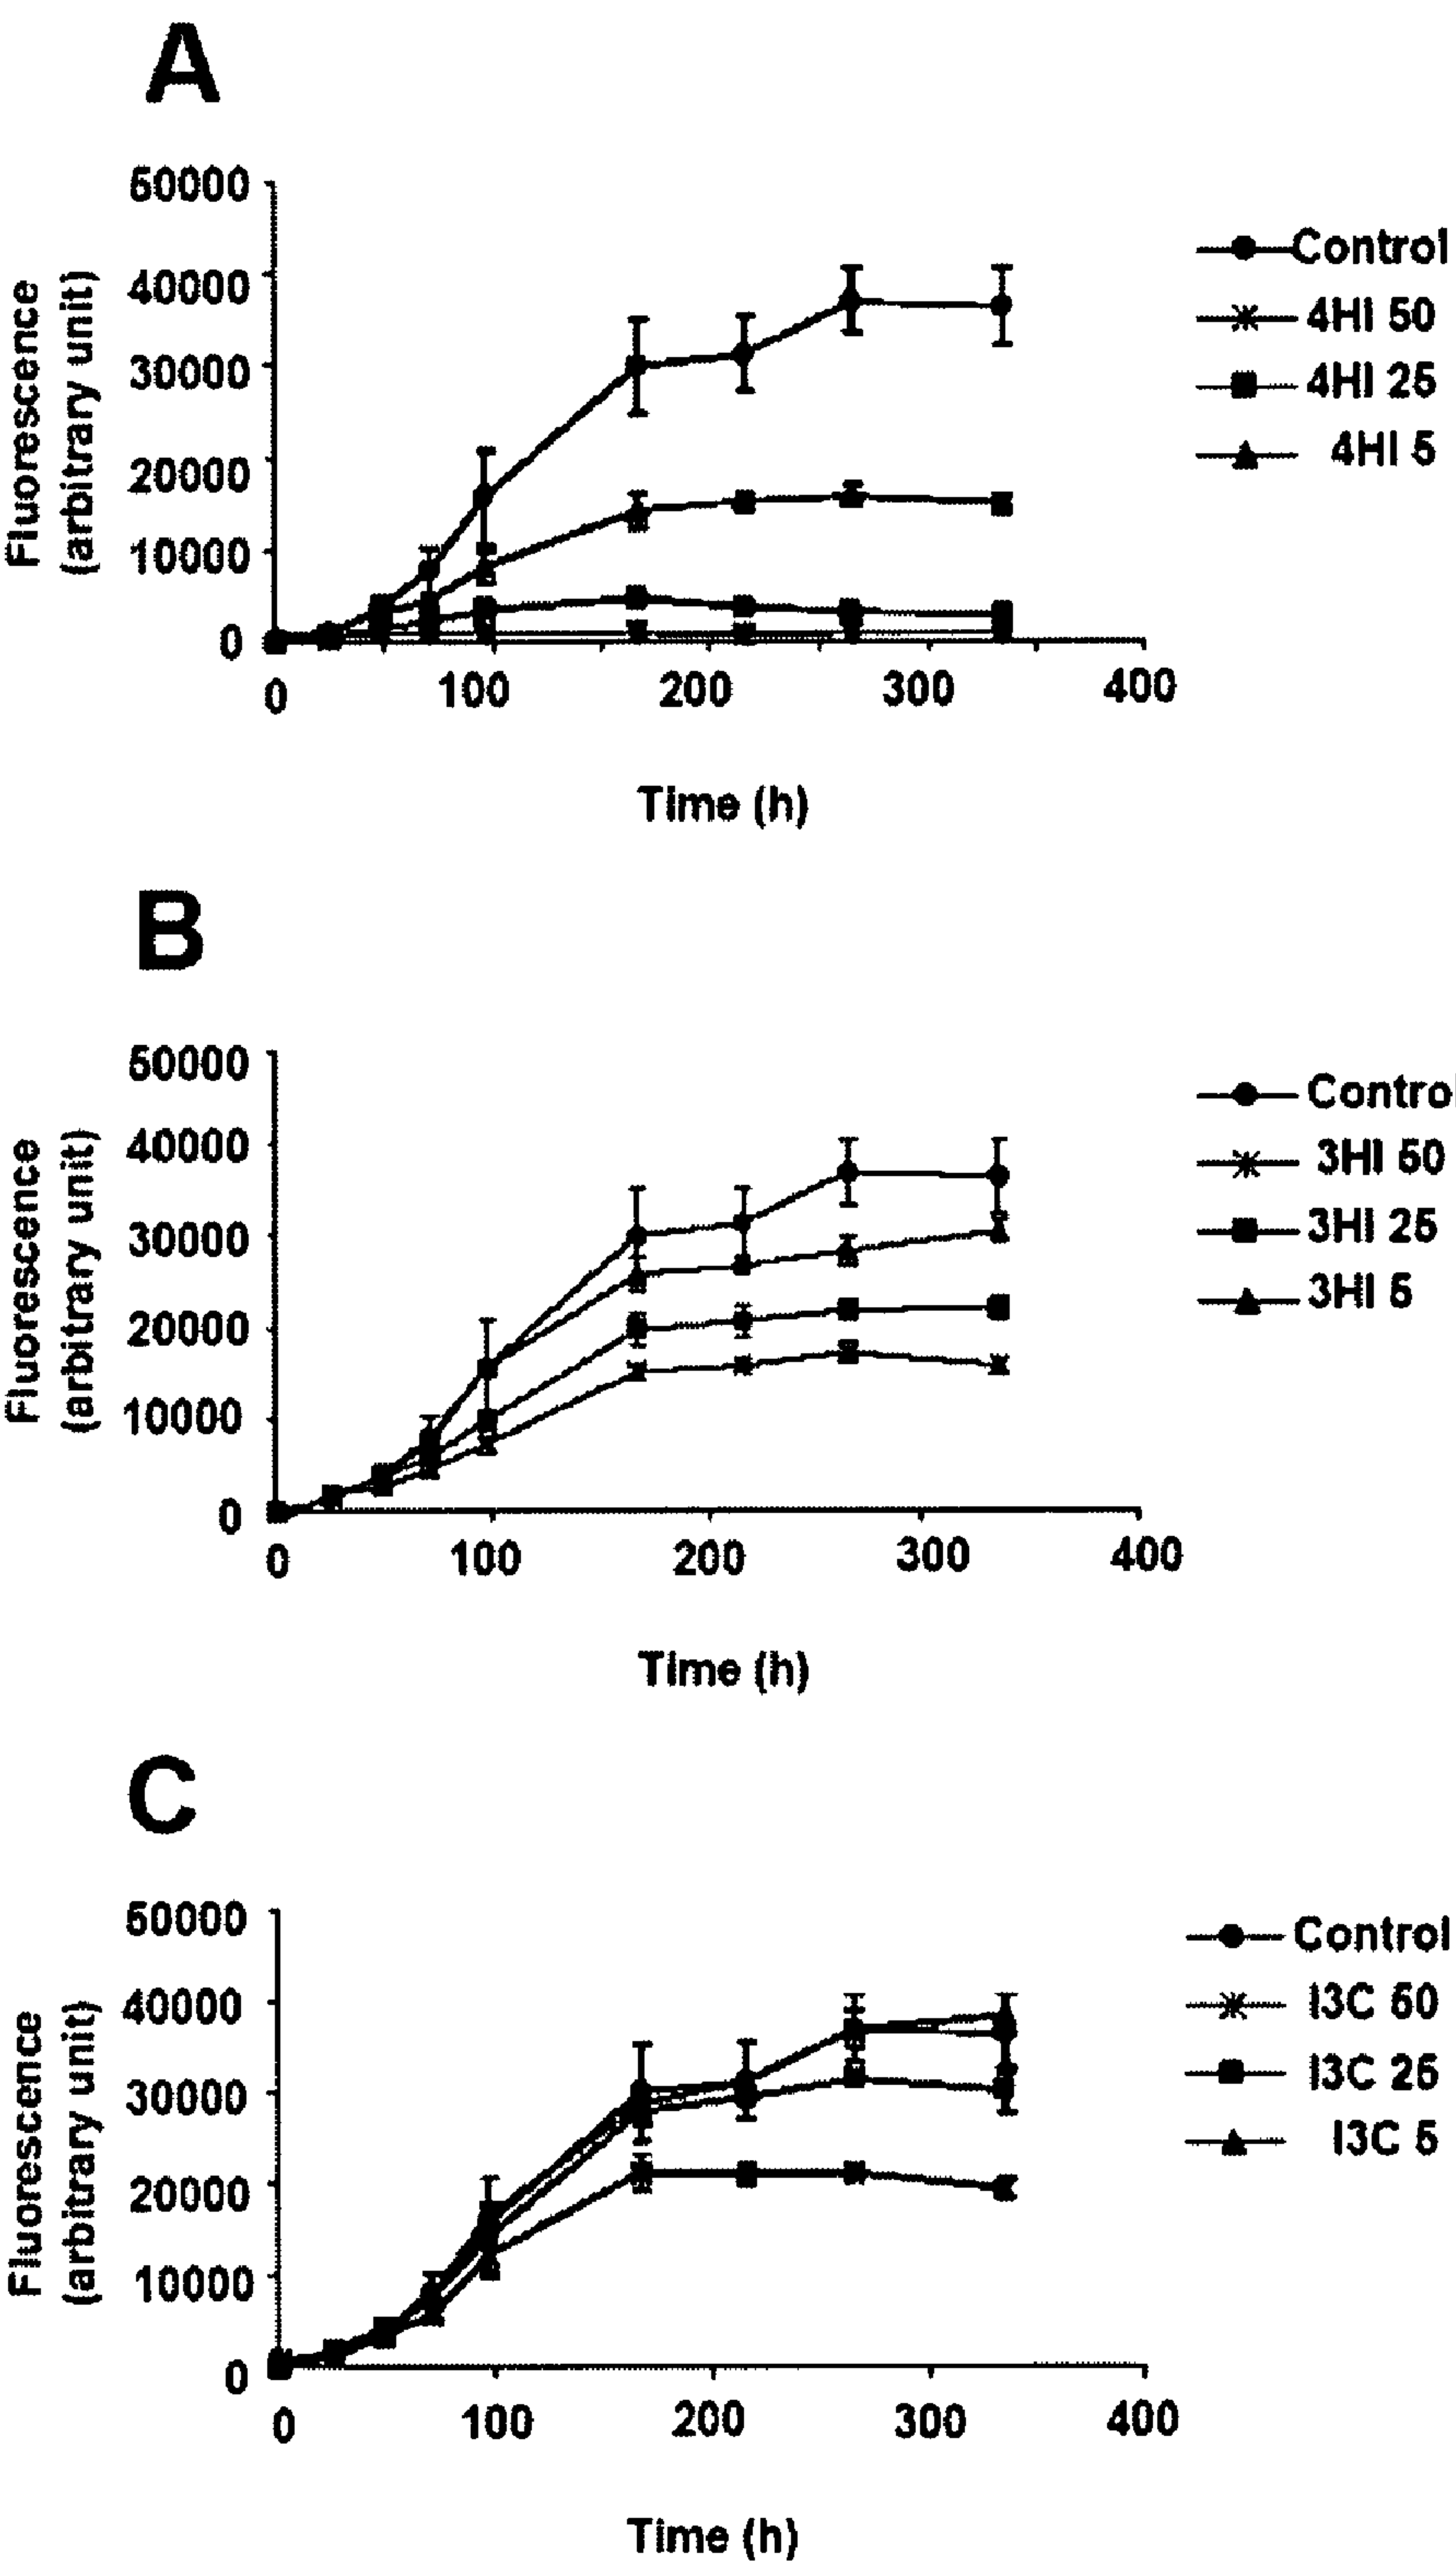 A
50000
40000
30000
20000
10000
0
Fluorescence
(arbitrary unit)
0 100 200 300 400
Time (h)
Control
4HI 50
4HI 25
4HI 5
B
50000
40000
30000
20000
10000
0
Fluorescence
(arbitrary unit)
0 100 200 300 400
Time (h)
Control
3HI 50
3HI 25
3HI 5
C
50000
40000
30000
20000
10000
0
Fluorescence
(arbitrary unit)
0 100 200 300 400
Time (h)
Control
I3C 50
I3C 25
I3C 5